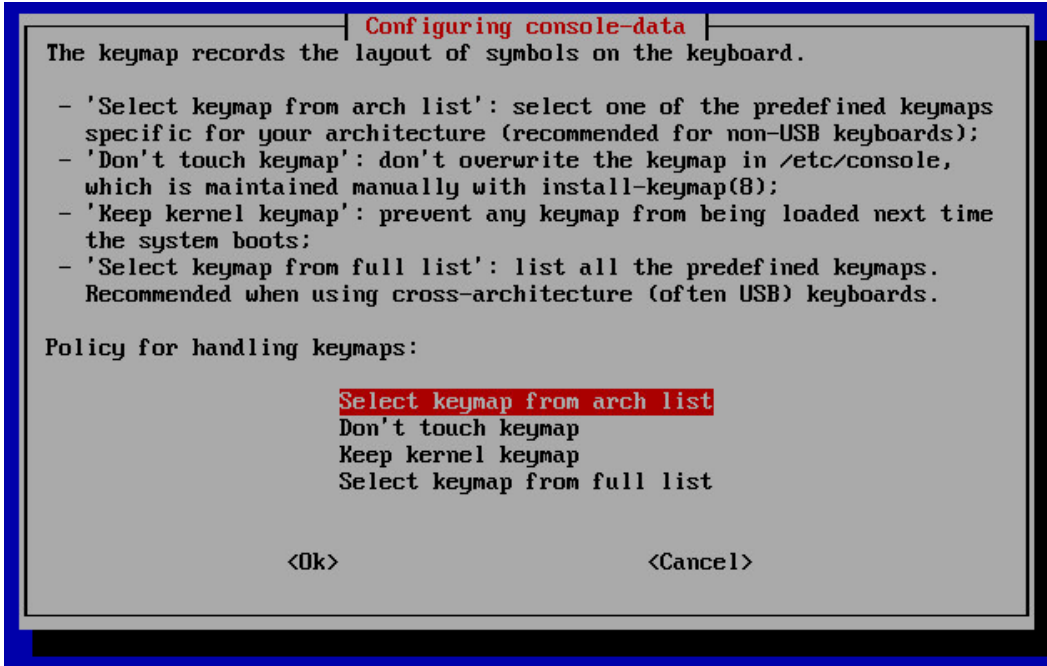 Configuring console-data
The keymap records the layout of symbols on the keyboard.
- 'Select keymap from arch list': select one of the predefined keymaps
specific for your architecture (recommended for non-USB keyboards);
- 'Don't touch keymap': don't overwrite the keymap in /etc/console,
which is maintained manually with install-keymap(8);
- 'Keep kernel keymap': prevent any keymap from being loaded next time
the system boots;
- 'Select keymap from full list': list all the predefined keymaps.
Recommended when using cross-architecture (often USB) keyboards.
Policy for handling keymaps:
Select keymap from arch list
Don't touch keymap
Keep kernel keymap
Select keymap from full list
<Ok> <Cancel>